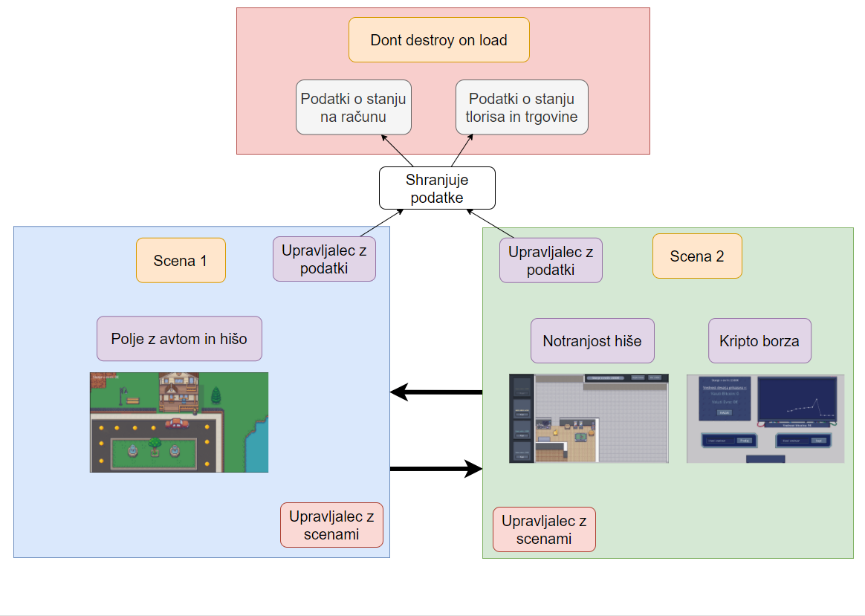 Dont destroy on load
Podatki o stanju
na računu
Podatki o stanju
tlorisa in trgovine
Shranjuje
podatke
Scena 1
Upravljalec z
podatki
Upravljalec z
podatki
Scena 2
Polje z avtom in hišo
Notranjost hiše
Kripto borza
Upravljalec z
scenami
Upravljalec z
scenami